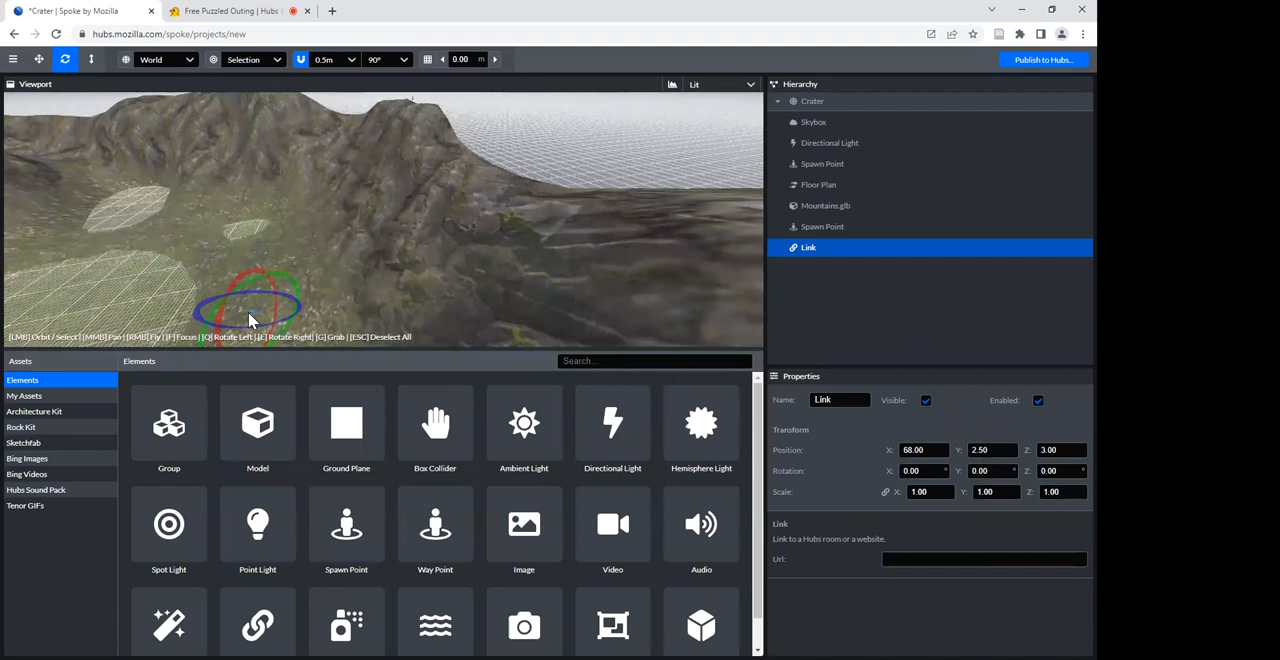 *Crater | Spoke by Mozilla
Free Puzzled Outing | Hubs
hubs.mozilla.com/spoke/projects/new
World
Selection
0.5m
90°
0.00 m
Publish to Hubs...
Viewport
Lit
[LMB] Orbit / Select | [MMB] Pan | [RMB] Fly | [F] Focus | [Q] Rotate Left | [E] Rotate Right | [G] Grab | [ESC] Deselect All
Hierarchy
Crater
Skybox
Directional Light
Spawn Point
Floor Plan
Mountains.glb
Spawn Point
Link
Assets
Elements
My Assets
Architecture Kit
Rock Kit
Sketchfab
Bing Images
Bing Videos
Hubs Sound Pack
Tenor GIFs
Elements
Search...
Group
Model
Ground Plane
Box Collider
Ambient Light
Directional Light
Hemisphere Light
Spot Light
Point Light
Spawn Point
Way Point
Image
Video
Audio
Properties
Name: Link Visible: Enabled:
Transform
Position: X: 68.00 Y: 2.50 Z: 3.00
Rotation: X: 0.00 ° Y: 0.00 ° Z: 0.00 °
Scale: X: 1.00 Y: 1.00 Z: 1.00
Link
Link to a Hubs room or a website.
Url: